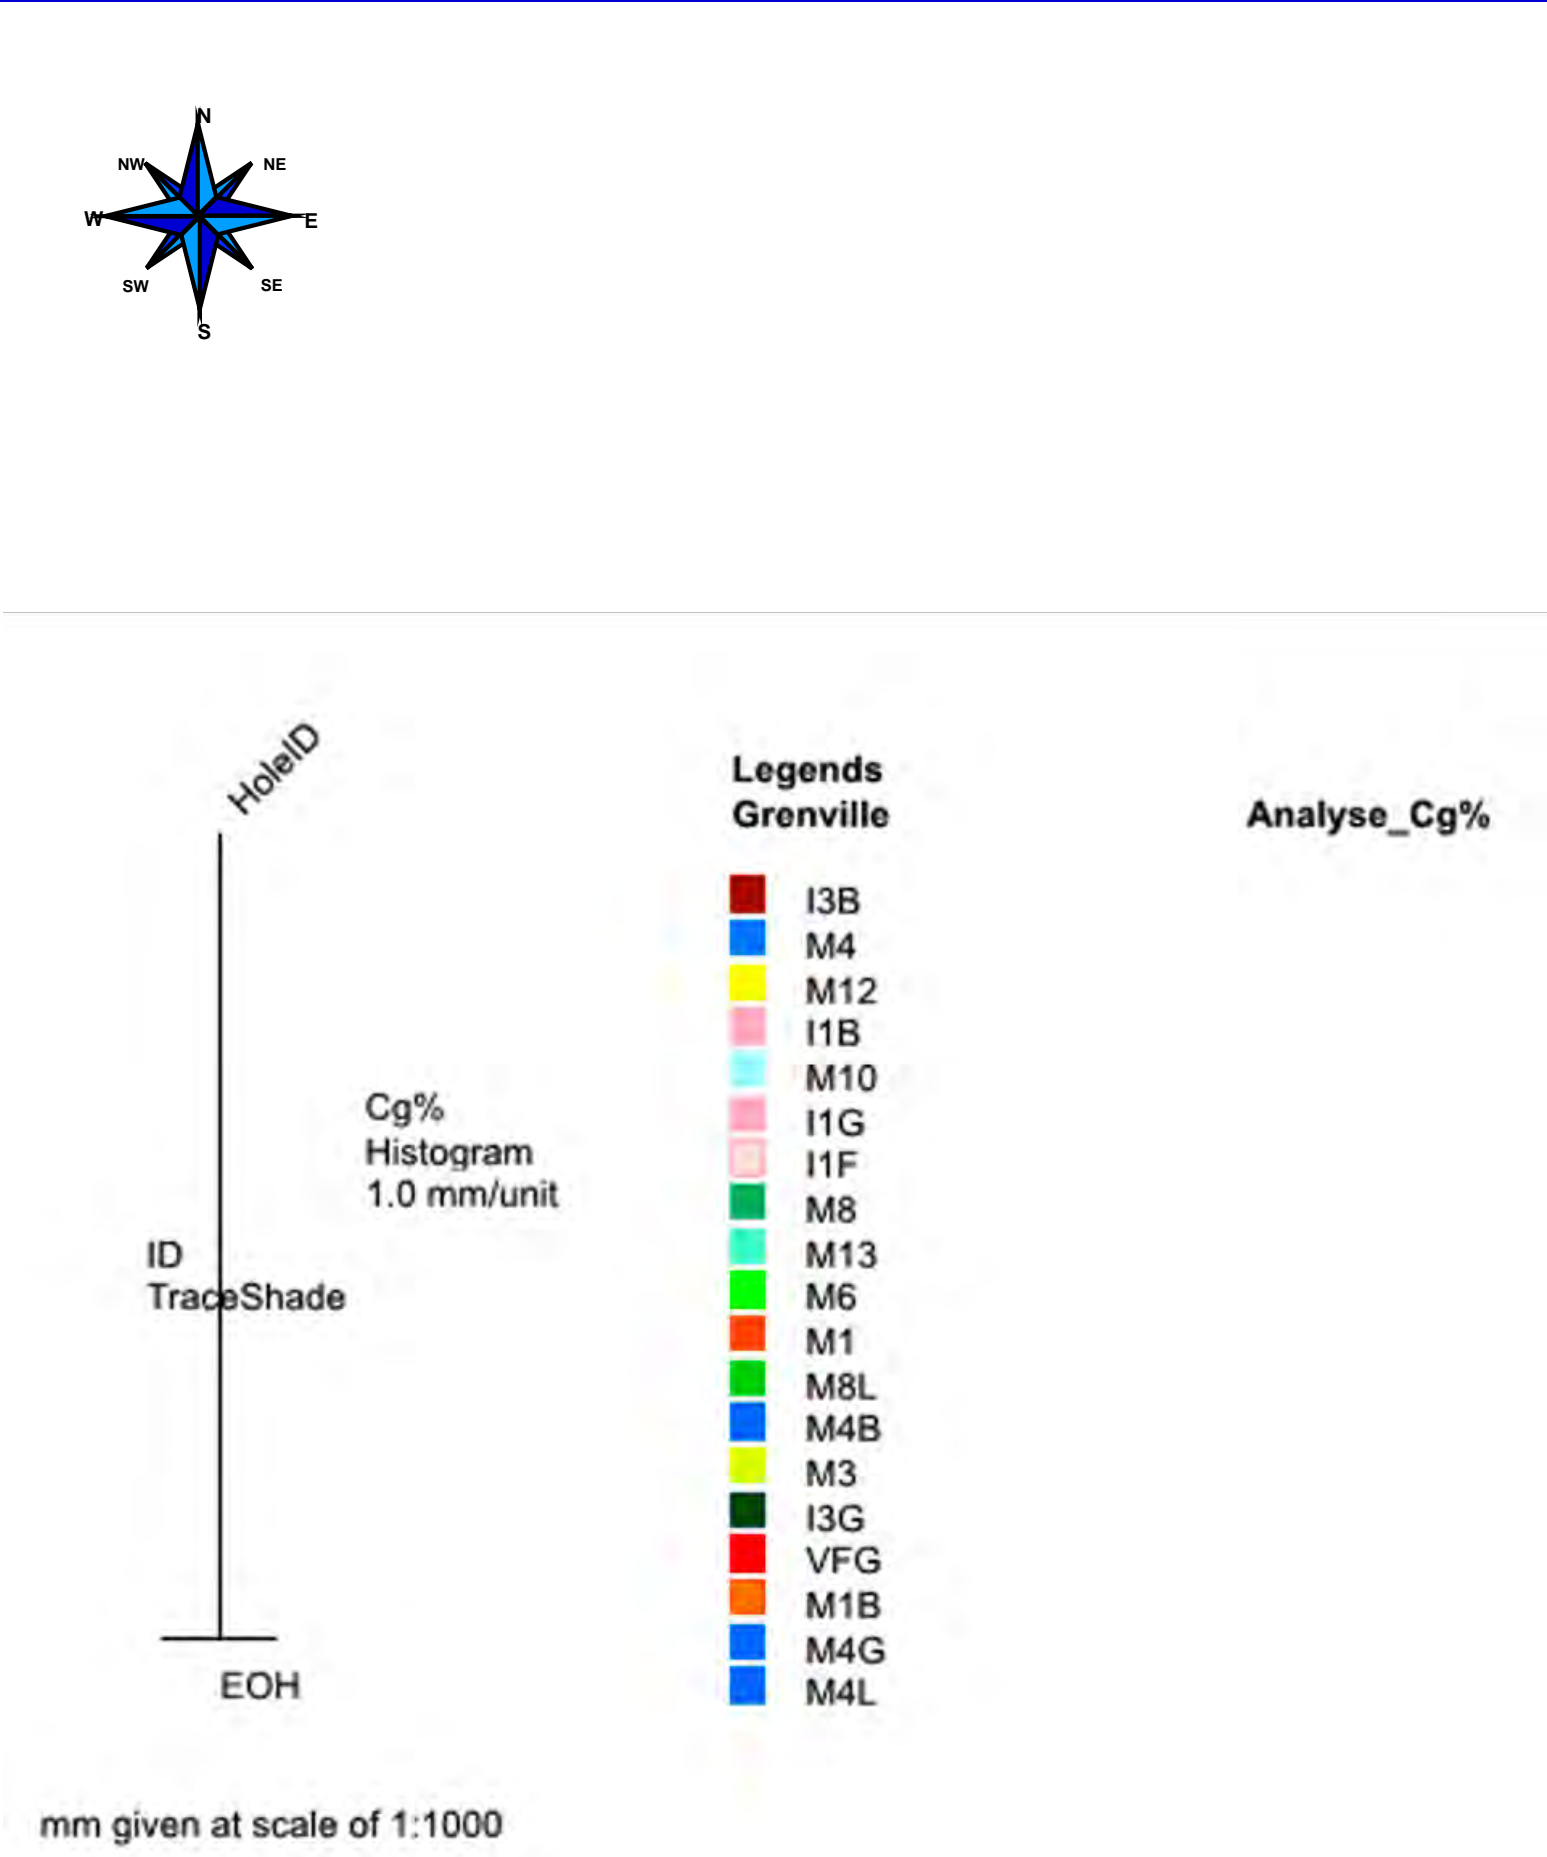 N
NW
NE
W
E
SW
SE
S
HoleID
Legends
Grenville
Analyse_Cg%
I3B
M4
M12
I1B
M10
I1G
I1F
M8
M13
M6
M1
M8L
M4B
M3
I3G
VFG
M1B
M4G
M4L
Cg%
Histogram
1.0 mm/unit
ID
TraceShade
EOH
mm given at scale of 1:1000